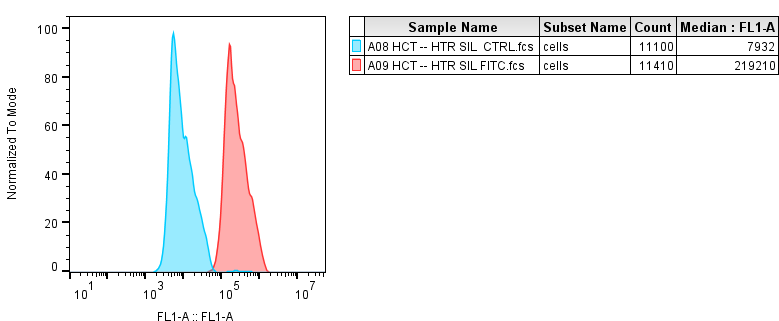 100
80
60
40
20
0
Normalized To Mode
10^1 10^3 10^5 10^7
FL1-A :: FL1-A
Sample Name Subset Name Count Median : FL1-A
A08 HCT -- HTR SIL  CTRL.fcs cells 11100 7932
A09 HCT -- HTR SIL FITC.fcs cells 11410 219210